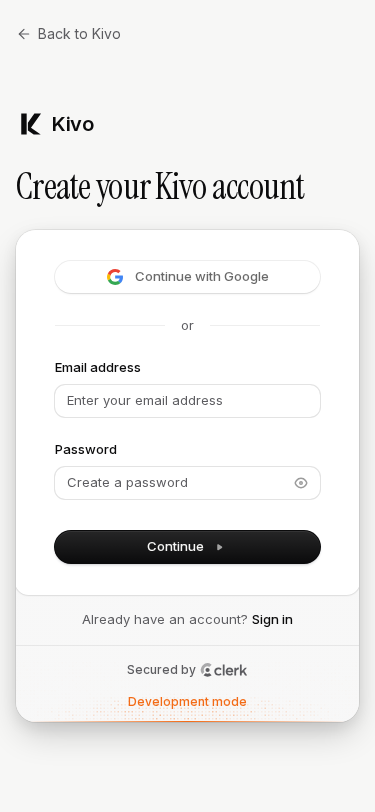 Back to Kivo
Kivo
Create your Kivo account
Continue with Google
or
Email address
Enter your email address
Password
Create a password
Continue
Already have an account? Sign in
Secured by clerk
Development mode